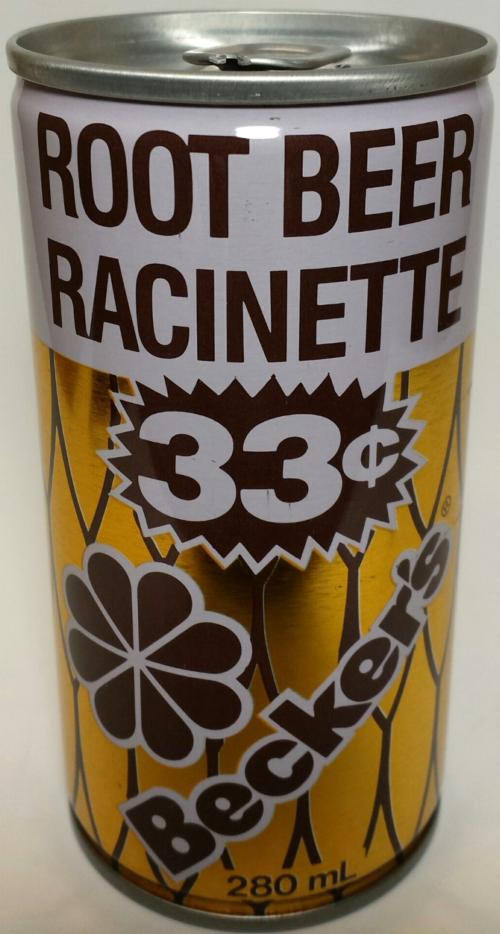 ROOT BEER
RACINETTE
33¢
Becker's®
280 mL